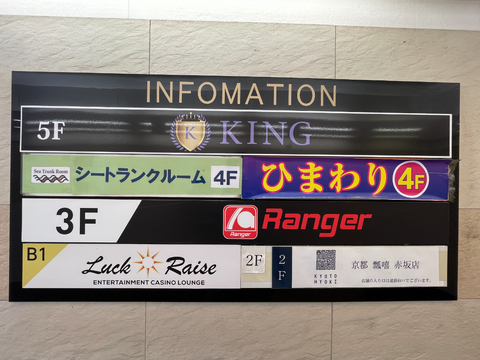 INFOMATION
5F
K
KING
Sea Trunk Room
シートランクルーム 4F
ひまわり 4F
3F
Ranger
Ranger
B1
Luck Raise
ENTERTAINMENT CASINO LOUNGE
2F
2F
KYOTO
HYOKI
京都 瓢喜 赤坂店